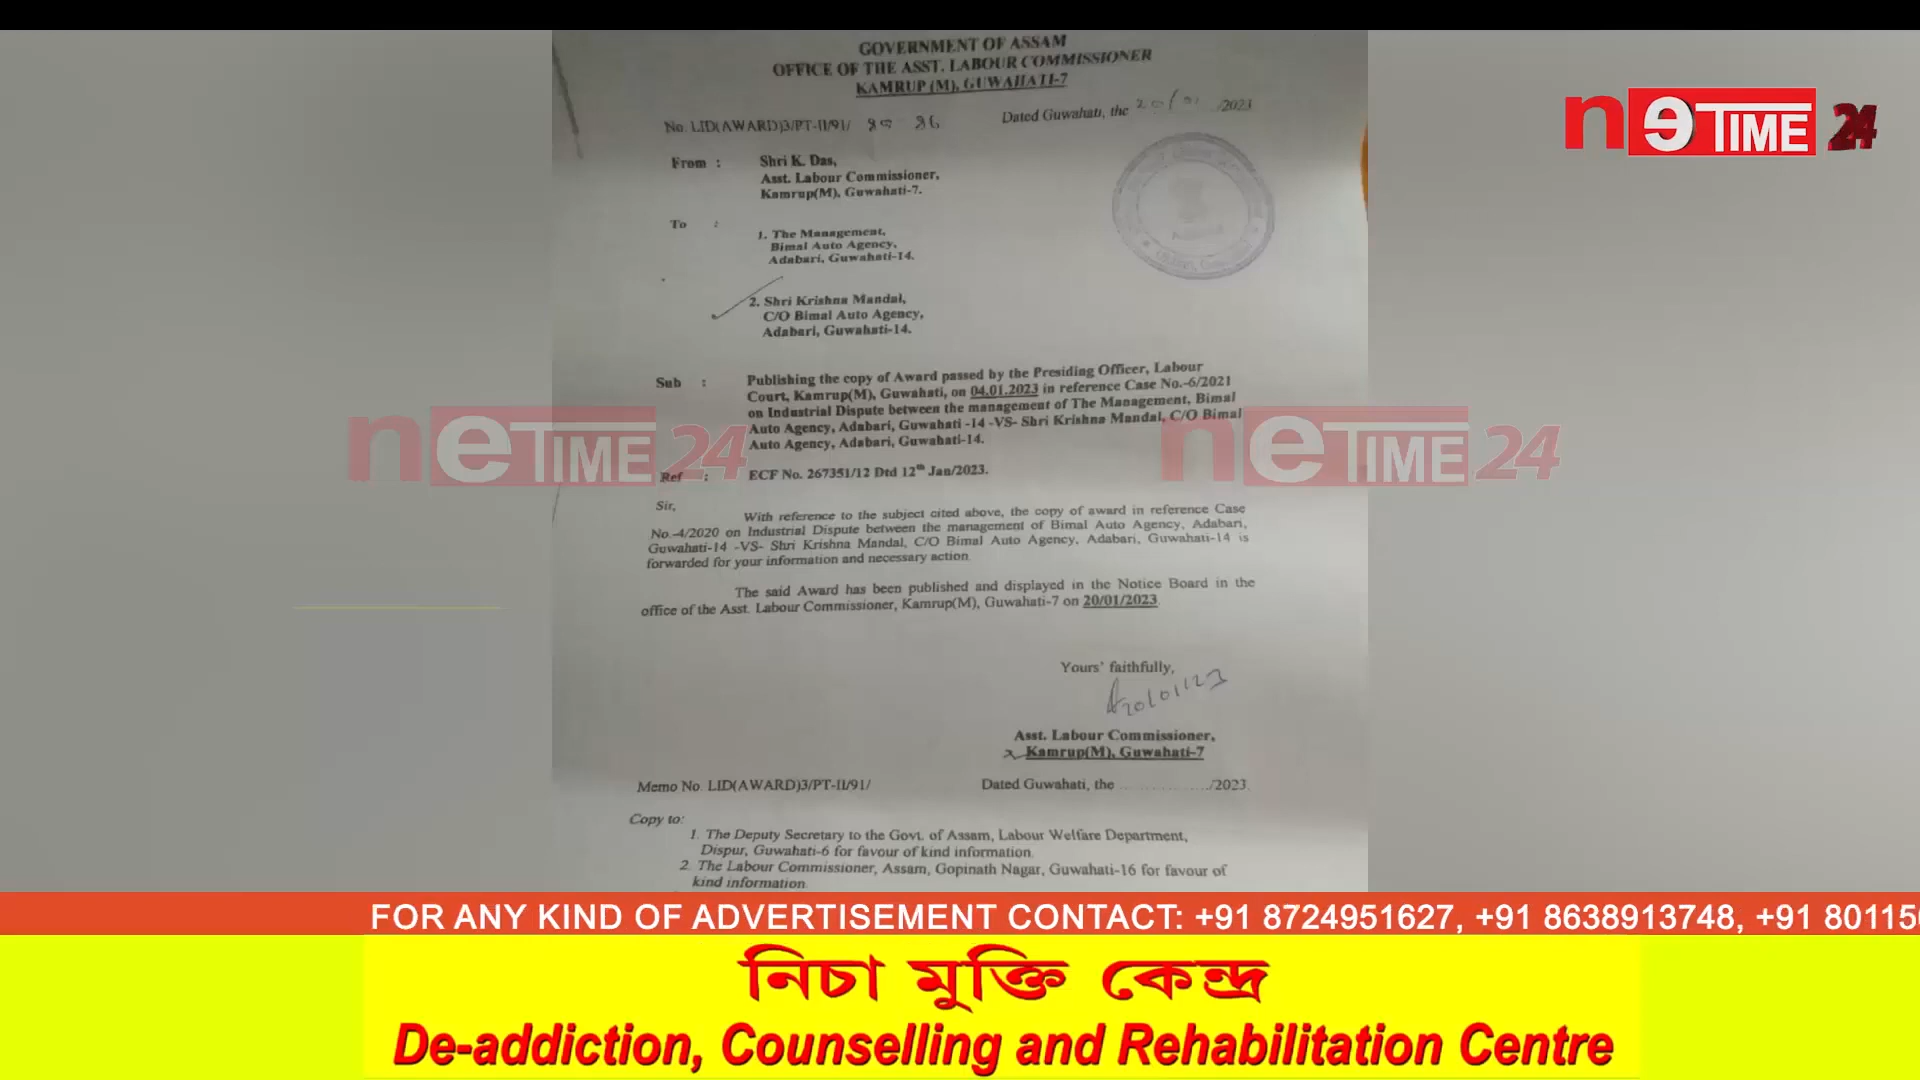 GOVERNMENT OF ASSAM
OFFICE OF THE ASST. LABOUR COMMISSIONER
KAMRUP (M), GUWAHATI-7
No. LID(AWARD)3/PT-II/91/
Dated Guwahati, the 20/01/2023
From : Shri K. Das,
Asst. Labour Commissioner,
Kamrup(M), Guwahati-7.
To :
1. The Management,
Bimal Auto Agency,
Adabari, Guwahati-14.
2. Shri Krishna Mandal,
C/O Bimal Auto Agency,
Adabari, Guwahati-14.
Sub : Publishing the copy of Award passed by the Presiding Officer, Labour
Court, Kamrup(M), Guwahati, on 04.01.2023 in reference Case No.-6/2021
on Industrial Dispute between the management of The Management, Bimal
Auto Agency, Adabari, Guwahati -14 -VS- Shri Krishna Mandal, C/O Bimal
Auto Agency, Adabari, Guwahati-14.
Ref : ECF No. 267351/12 Dtd 12th Jan/2023.
Sir,
With reference to the subject cited above, the copy of award in reference Case
No.-4/2020 on Industrial Dispute between the management of Bimal Auto Agency, Adabari,
Guwahati-14 -VS- Shri Krishna Mandal, C/O Bimal Auto Agency, Adabari, Guwahati-14 is
forwarded for your information and necessary action.
The said Award has been published and displayed in the Notice Board in the
office of the Asst. Labour Commissioner, Kamrup(M), Guwahati-7 on 20/01/2023.
Yours' faithfully,
20/01/23
Asst. Labour Commissioner,
Kamrup(M), Guwahati-7
Memo No. LID(AWARD)3/PT-II/91/
Dated Guwahati, the ................/2023.
Copy to:
1. The Deputy Secretary to the Govt. of Assam, Labour Welfare Department,
Dispur, Guwahati-6 for favour of kind information.
2. The Labour Commissioner, Assam, Gopinath Nagar, Guwahati-16 for favour of
kind information.
neTIME 24
neTIME 24
neTIME 24
FOR ANY KIND OF ADVERTISEMENT CONTACT: +91 8724951627, +91 8638913748, +91 80115
নিচা মুক্তি কেন্দ্ৰ
De-addiction, Counselling and Rehabilitation Centre